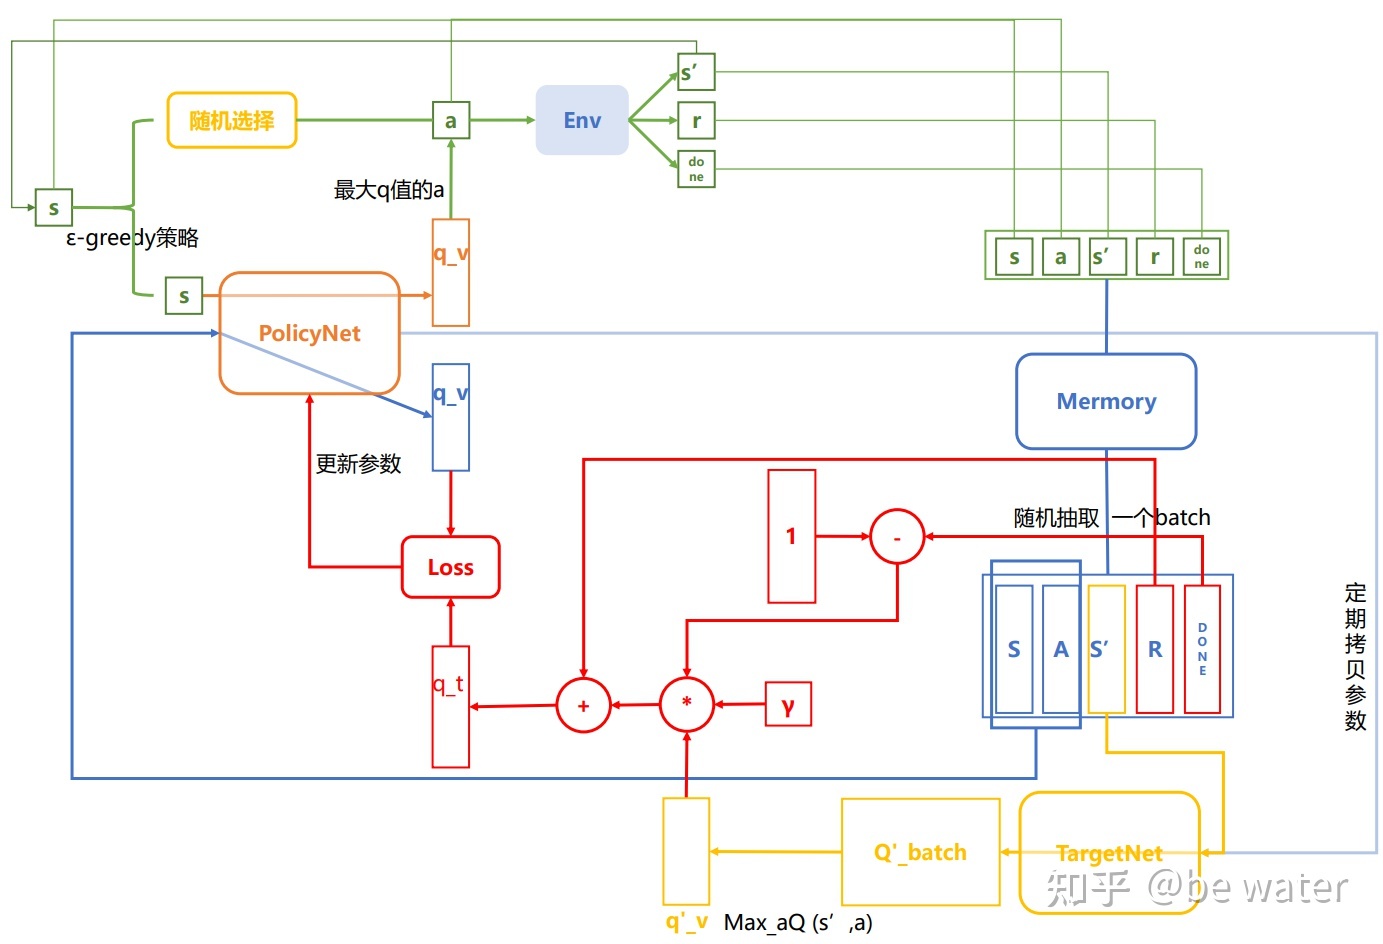 s'
随机选择
a
Env
r
do
ne
最大q值的a
s
ε-greedy策略
q_v
s
a
s'
r
do
ne
s
PolicyNet
q_v
Mermory
更新参数
随机抽取 一个batch
1
-
Loss
定期拷贝参数
S
A
S'
R
DONE
q_t
+
*
γ
Q'_batch
TargetNet
知乎 @be water
q'_v Max_aQ (s' ,a)